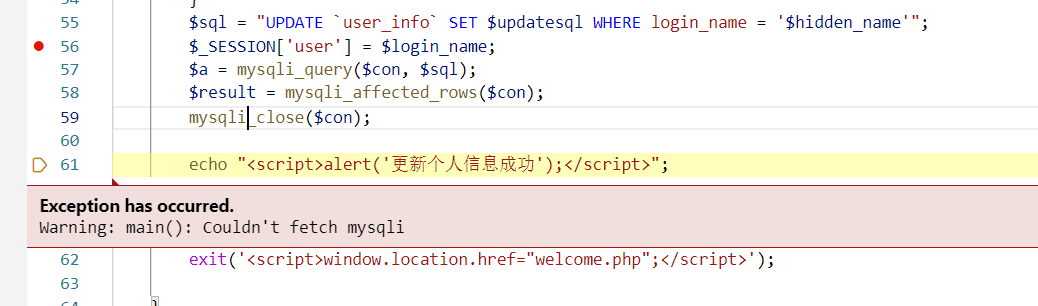 54 }
55 $sql = "UPDATE `user_info` SET $updatesql WHERE login_name = '$hidden_name'";
56 $_SESSION['user'] = $login_name;
57 $a = mysqli_query($con, $sql);
58 $result = mysqli_affected_rows($con);
59 mysqli_close($con);
60
61 echo "<script>alert('更新个人信息成功');</script>";
Exception has occurred.
Warning: main(): Couldn't fetch mysqli
62 exit('<script>window.location.href="welcome.php";</script>');
63
64 }